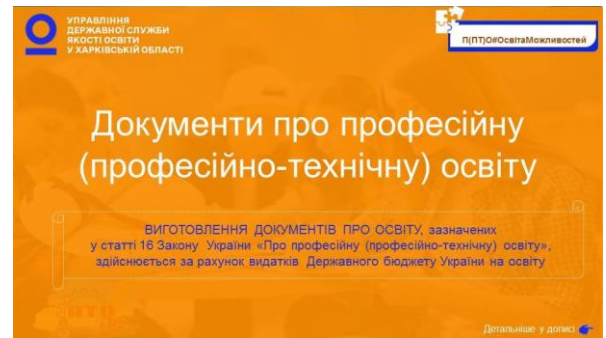 УПРАВЛІННЯ
ДЕРЖАВНОЇ СЛУЖБИ
ЯКОСТІ ОСВІТИ
У ХАРКІВСЬКІЙ ОБЛАСТІ
П(ПТ)О#ОсвітаМожливостей
Документи про професійну
(професійно-технічну) освіту
ВИГОТОВЛЕННЯ ДОКУМЕНТІВ ПРО ОСВІТУ, зазначених
у статті 16 Закону України «Про професійну (професійно-технічну) освіту»,
здійснюється за рахунок видатків Державного бюджету України на освіту
Детальніше у дописі